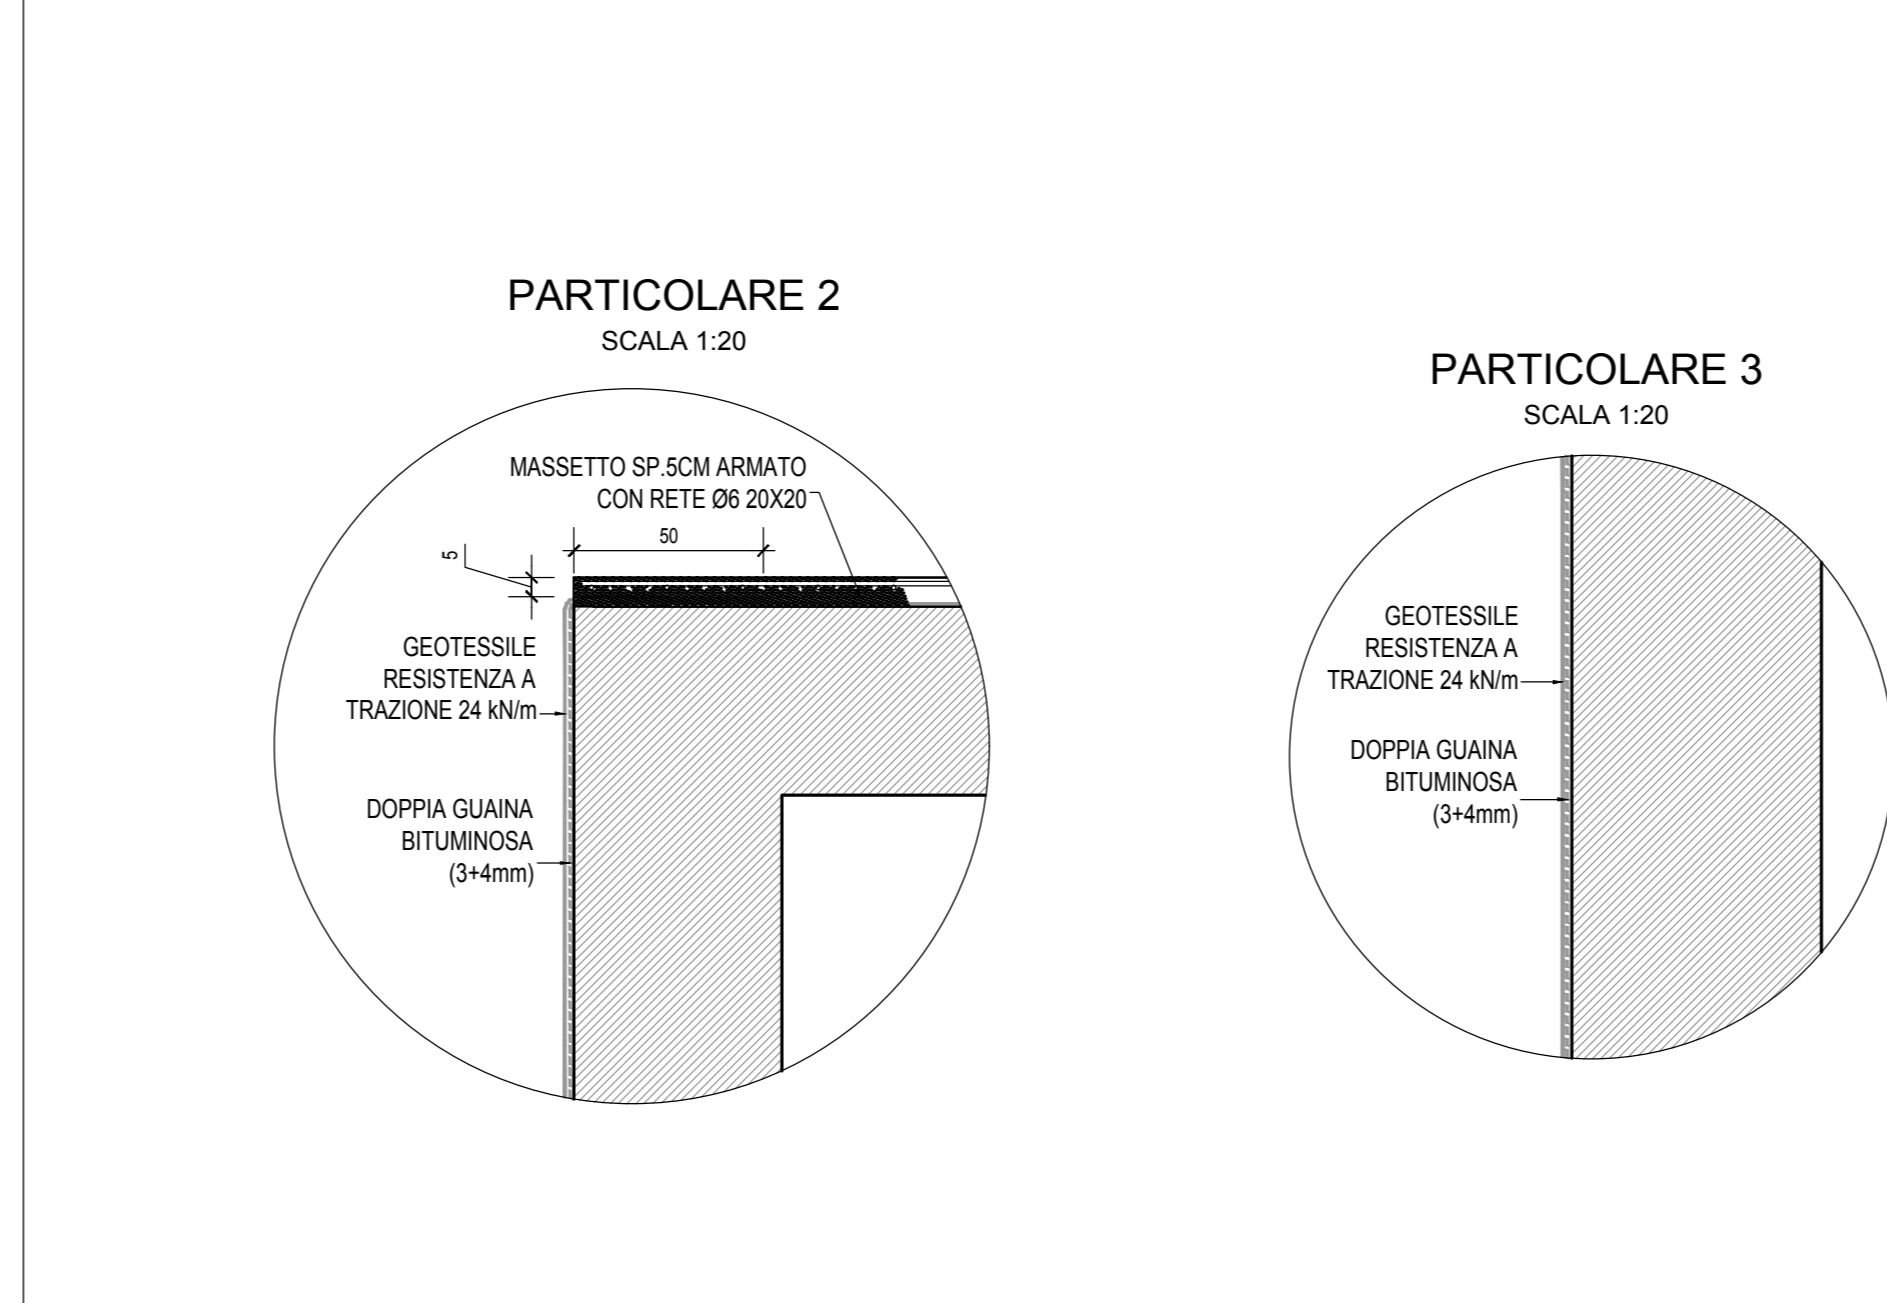 PARTICOLARE 2
SCALA 1:20
MASSETTO SP.5CM ARMATO
CON RETE Ø6 20X20
50
5
GEOTESSILE
RESISTENZA A
TRAZIONE 24 kN/m
DOPPIA GUAINA
BITUMINOSA
(3+4mm)
PARTICOLARE 3
SCALA 1:20
GEOTESSILE
RESISTENZA A
TRAZIONE 24 kN/m
DOPPIA GUAINA
BITUMINOSA
(3+4mm)